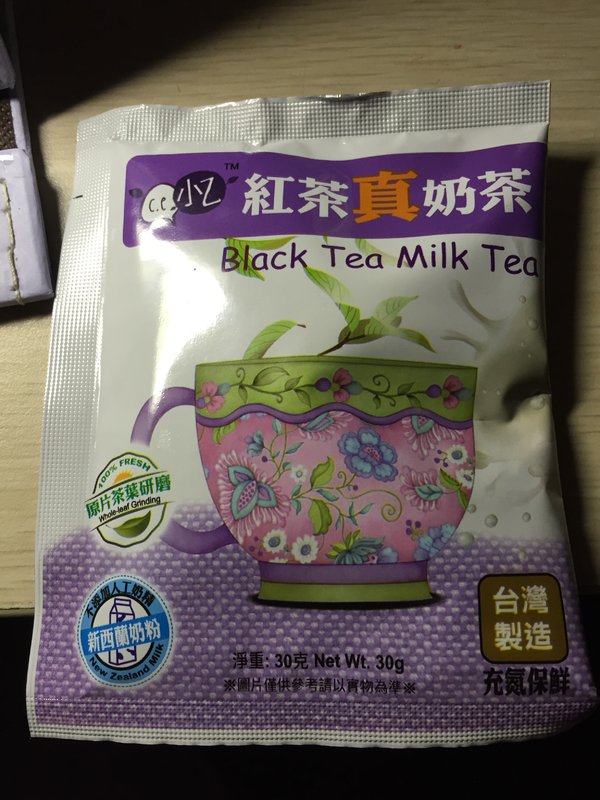 C.C.小乙 TM
紅茶真奶茶
Black Tea Milk Tea
100% FRESH
原片茶葉研磨
Whole-leaf Grinding
不添加人工奶精
新西蘭奶粉
New Zealand Milk
淨重: 30克 Net Wt. 30g
※圖片僅供參考請以實物為準※
台灣
製造
充氮保鮮